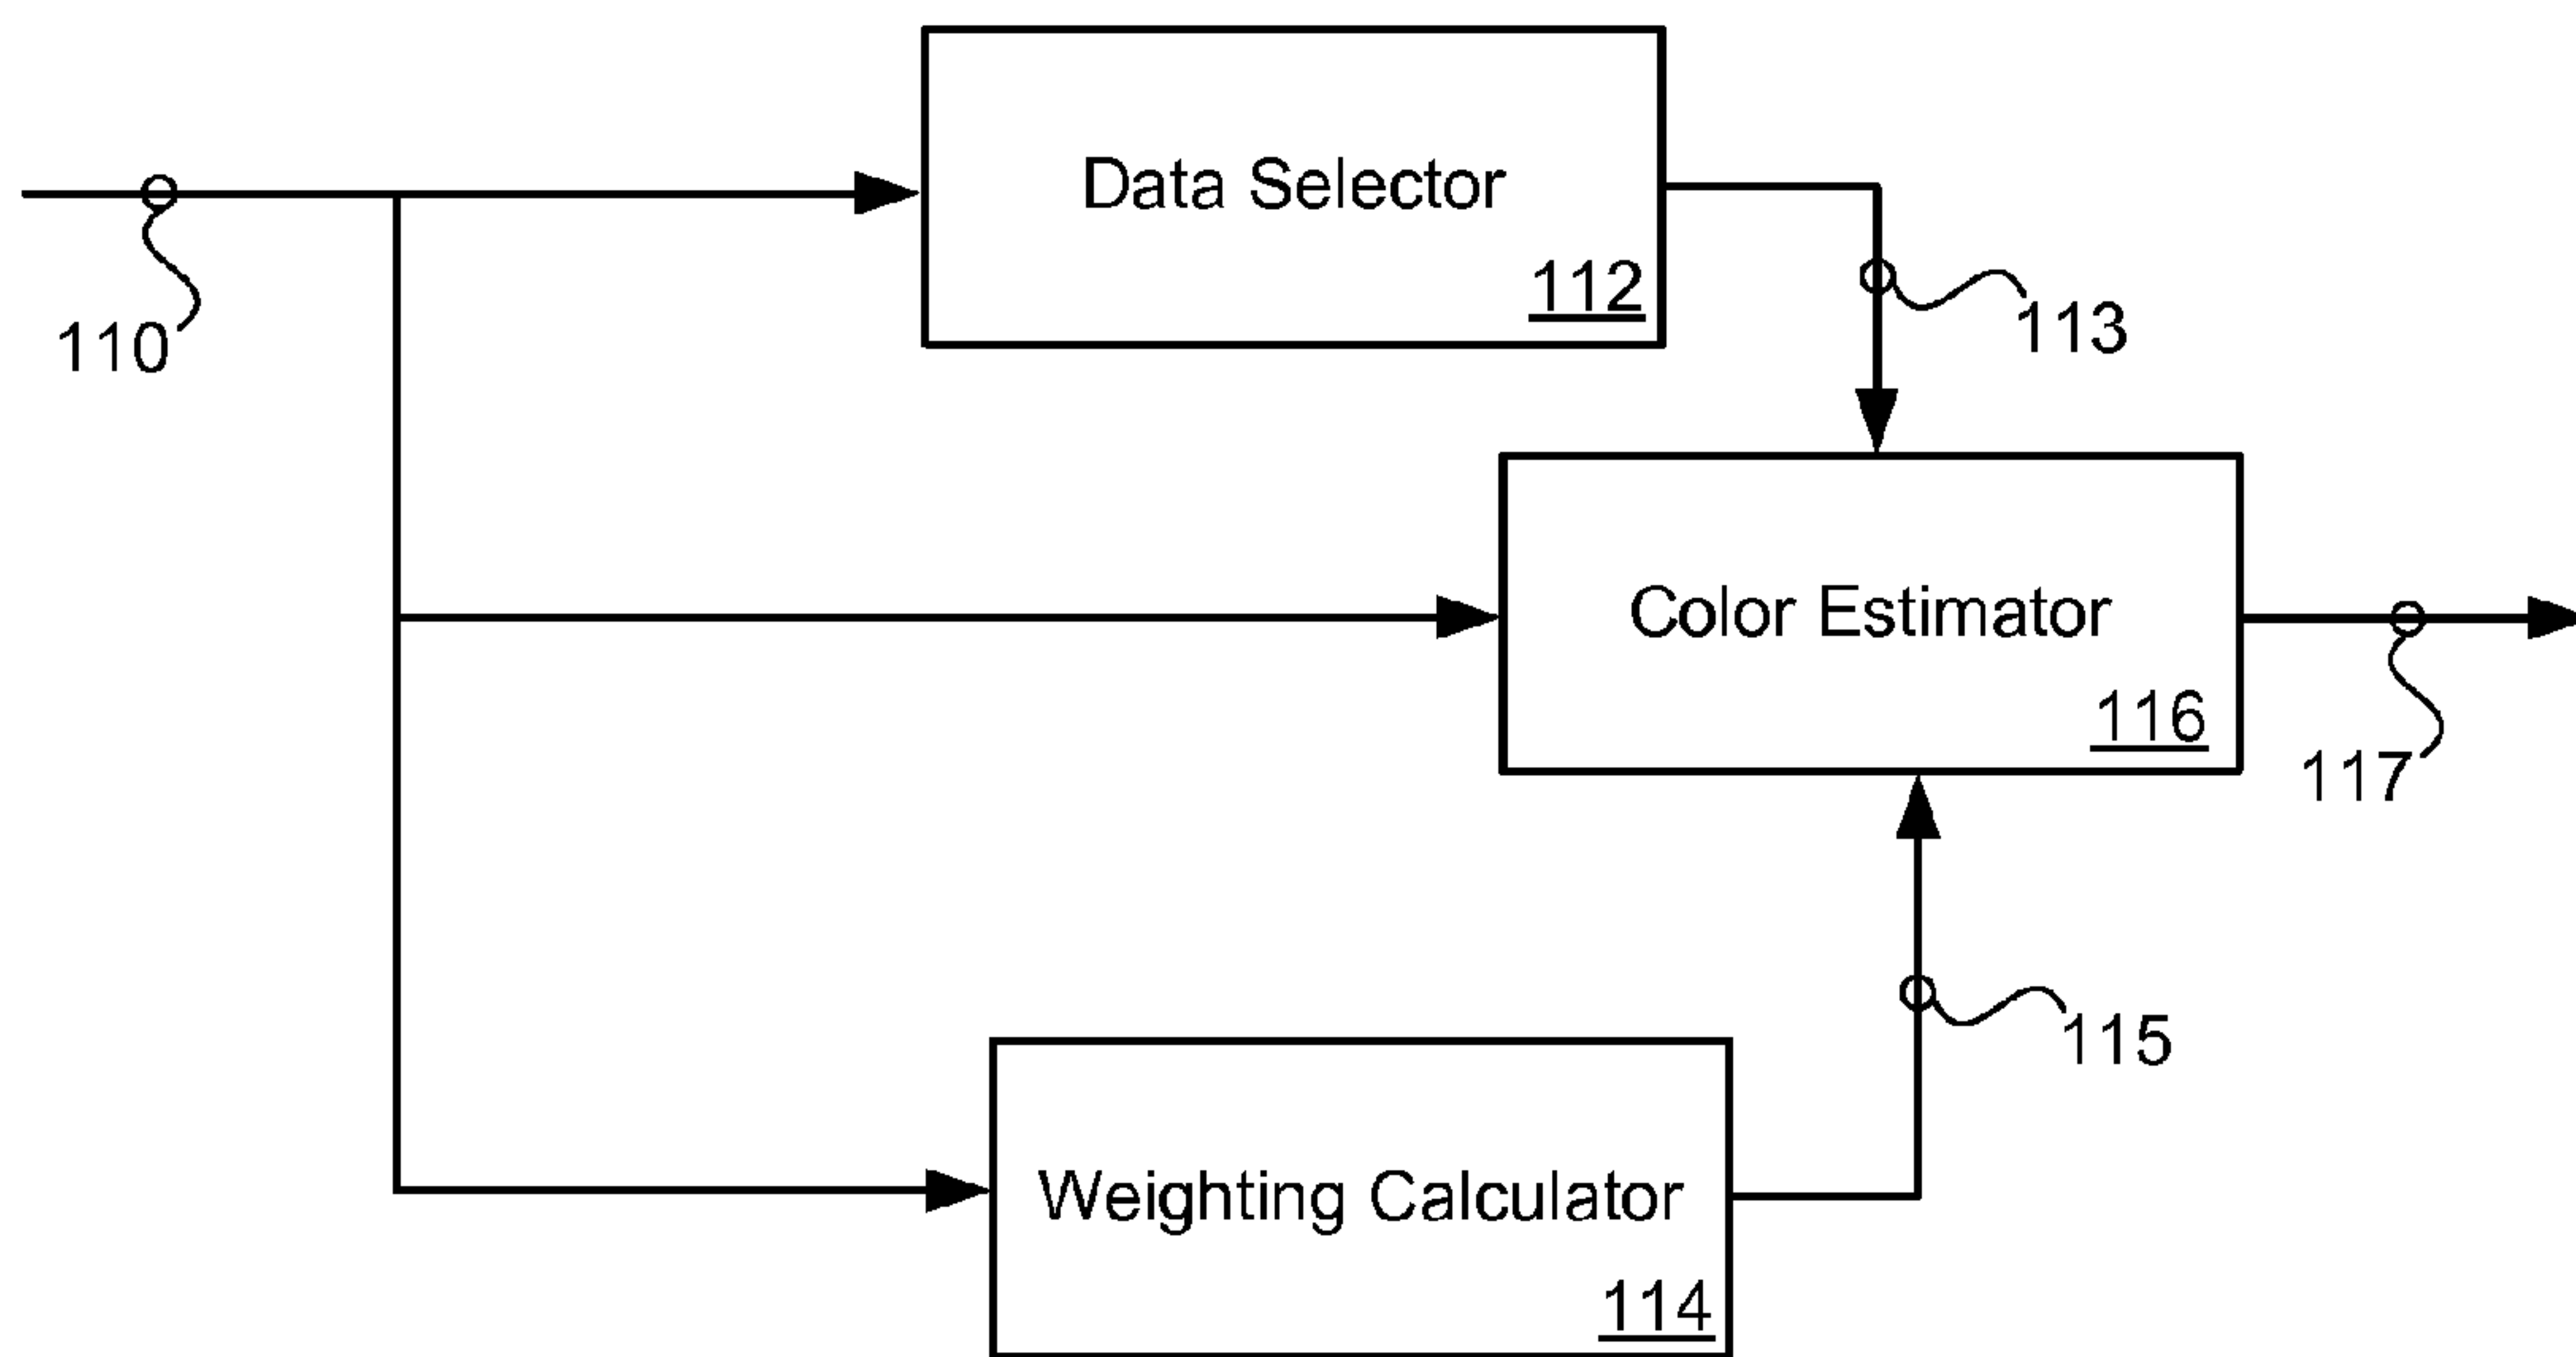 Data Selector
112
110
113
Color Estimator
116
117
115
Weighting Calculator
114